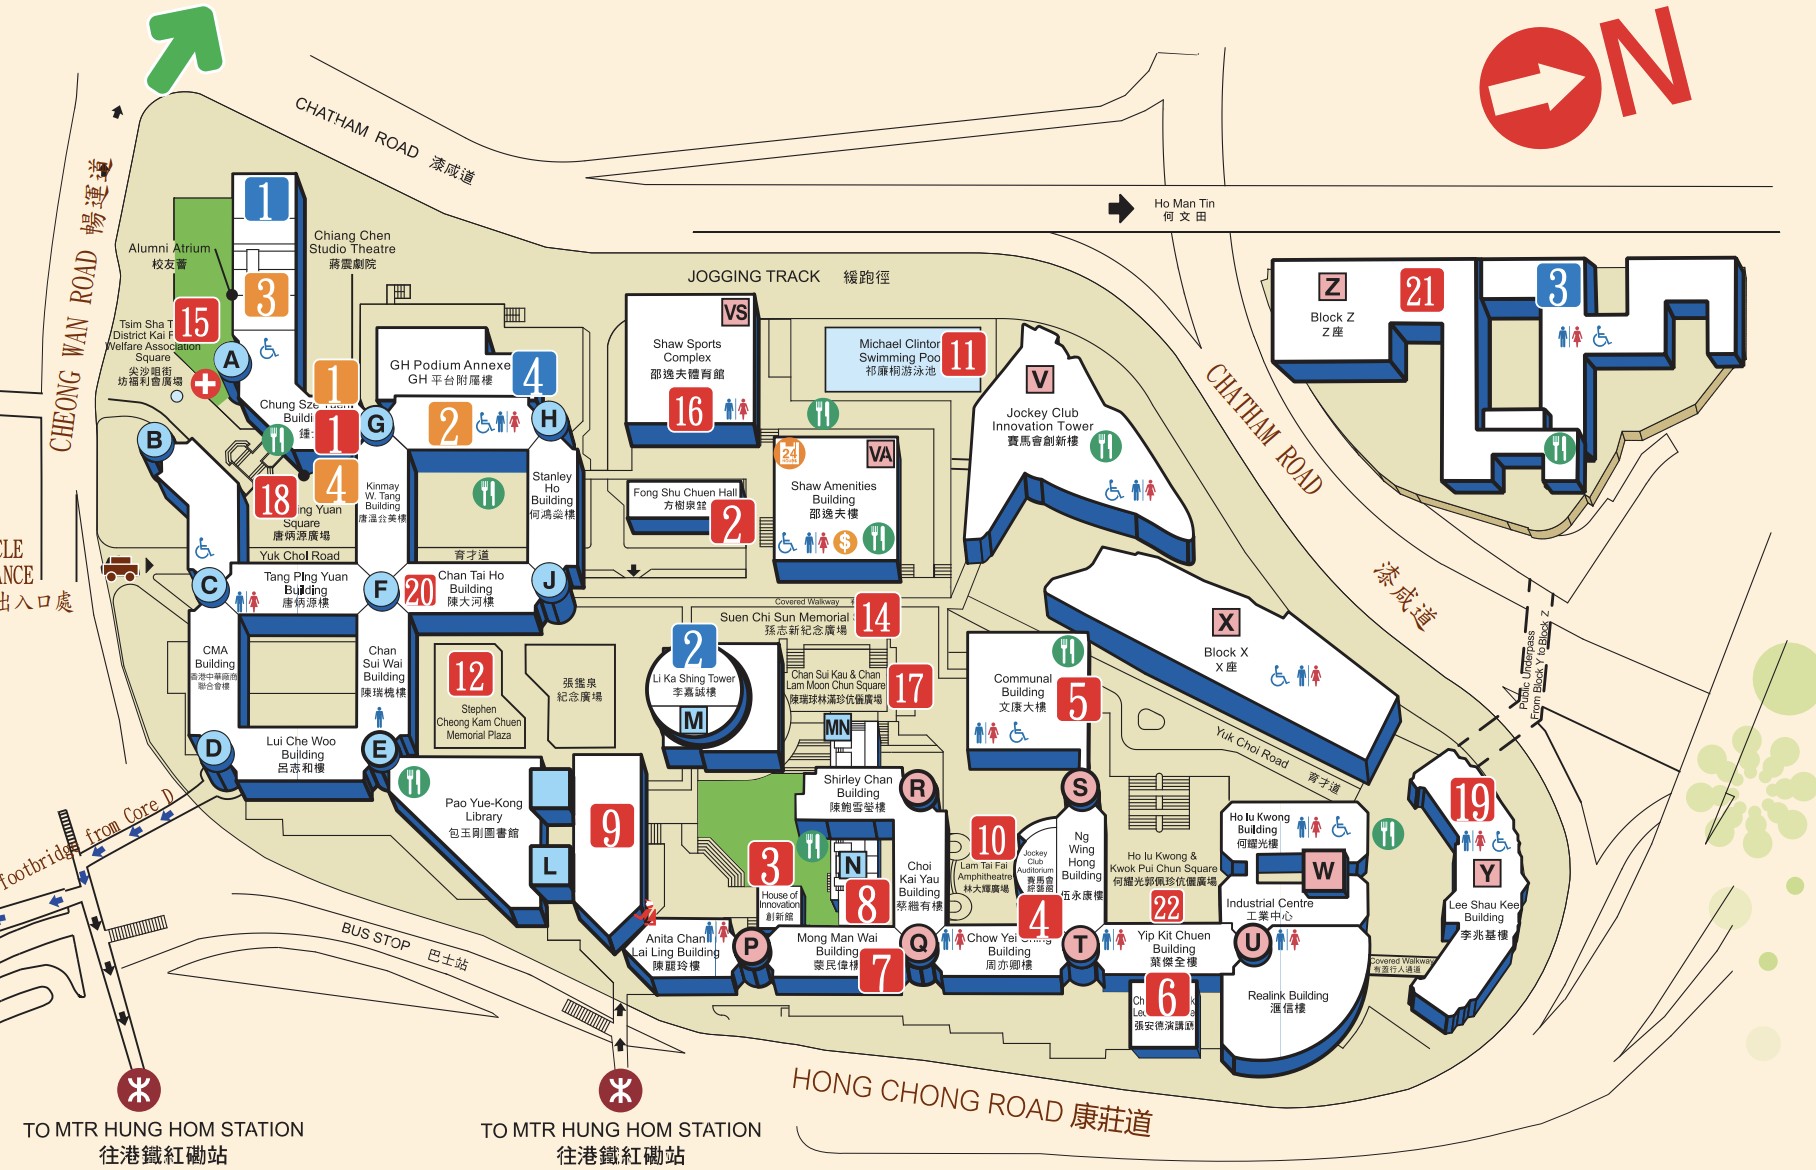 N
CHATHAM ROAD 漆咸道
CHEONG WAN ROAD 暢運道
Ho Man Tin
何文田
JOGGING TRACK 緩跑徑
1
Alumni Atrium
校友薈
Chiang Chen
Studio Theatre
蔣震劇院
3
15
Tsim Sha T
District Kai F
Welfare Association
Square
尖沙咀街
坊福利會廣場
A
1
Chung Sze Yuen
Buildi
1
B
G
18
4
ing Yuan
Square
唐炳源廣場
GH Podium Annexe
GH 平台附屬樓
4
2
H
Kinmay
W. Tang
Building
唐溫金美樓
Stanley
Ho
Building
何鴻燊樓
Yuk Choi Road
育才道
CLE
ANCE
出入口處
C
Tang Ping Yuan
Building
唐炳源樓
F
20
Chan Tai Ho
Building
陳大河樓
J
CMA
Building
香港中華廠商
聯合會樓
Chan
Sui Wai
Building
陳瑞槐樓
D
Lui Che Woo
Building
呂志和樓
E
VS
Shaw Sports
Complex
邵逸夫體育館
16
Michael Clinton
Swimming Poo
祁廉桐游泳池
11
Fong Shu Chuen Hall
方樹泉
2
24
HOURS
VA
Shaw Amenities
Building
邵逸夫樓
$
V
Jockey Club
Innovation Tower
賽馬會創新樓
CHATHAM ROAD
漆咸道
Z
Block Z
Z 座
21
3
X
Block X
X 座
Public Underpass
From Block Y to Block Z
Covered Walkway
Suen Chi Sun Memorial
孫志新紀念廣場
14
12
Stephen
Cheong Kam Chuen
Memorial Plaza
張鑑泉
紀念廣場
2
Li Ka Shing Tower
李嘉誠樓
M
Chan Sui Kau & Chan
Lam Moon Chun Square
陳瑞球林滿珍伉儷廣場
17
MN
Communal
Building
文康大樓
5
Yuk Choi Road 育才道
Pao Yue-Kong
Library
包玉剛圖書館
L
9
Shirley Chan
Building
陳鮑雪瑩樓
R
S
3
House of
Innovation
創新館
N
8
Choi
Kai Yau
Building
蔡繼有樓
10
Lam Tai Fai
Amphitheatre
林大輝廣場
Jockey
Club
Auditorium
賽馬會
綜藝館
4
Ng
Wing
Hong
Building
伍永康樓
Ho Iu Kwong &
Kwok Pui Chun Square
何耀光郭佩珍伉儷廣場
22
Ho Iu Kwong
Building
何耀光樓
W
Industrial Centre
工業中心
19
Y
Lee Shau Kee
Building
李兆基樓
Anita Chan
Lai Ling Building
陳麗玲樓
P
Mong Man Wai
Building
蒙民偉樓
7
Q
Chow Yei Ching
Building
周亦卿樓
T
Yip Kit Chuen
Building
葉傑全樓
U
6
張安德演講廳
Realink Building
滙信樓
Covered Walkway
有蓋行人通道
footbridge from Core D
BUS STOP 巴士站
HONG CHONG ROAD 康莊道
TO MTR HUNG HOM STATION
往港鐵紅磡站
TO MTR HUNG HOM STATION
往港鐵紅磡站